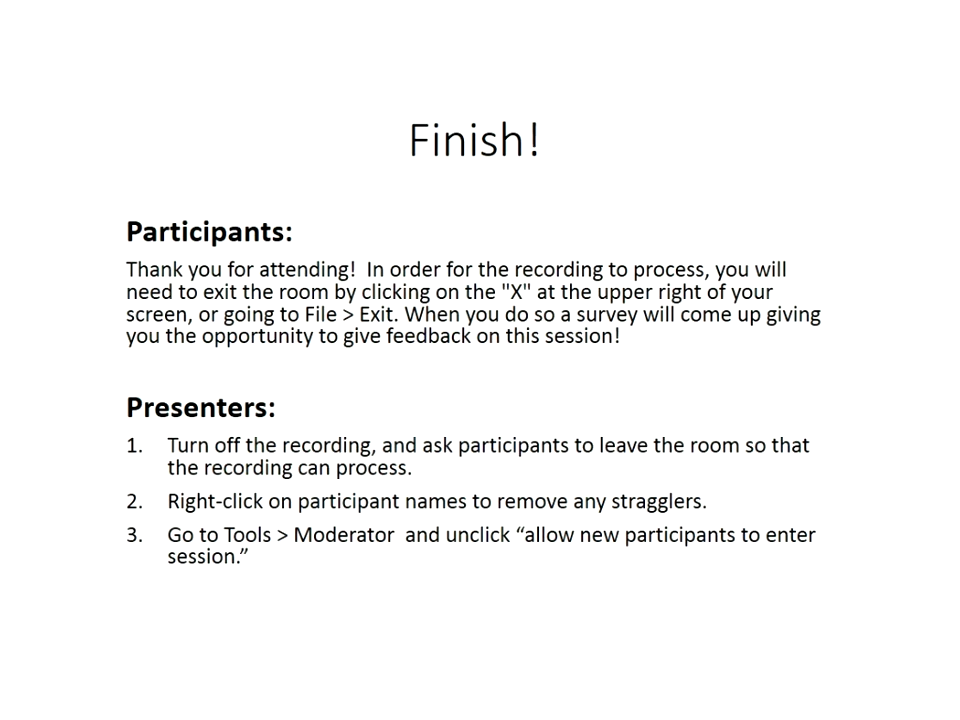 Finish!
Participants:
Thank you for attending!  In order for the recording to process, you will
need to exit the room by clicking on the "X" at the upper right of your
screen, or going to File > Exit. When you do so a survey will come up giving
you the opportunity to give feedback on this session!
Presenters:
1. Turn off the recording, and ask participants to leave the room so that
the recording can process.
2. Right-click on participant names to remove any stragglers.
3. Go to Tools > Moderator  and unclick “allow new participants to enter
session.”